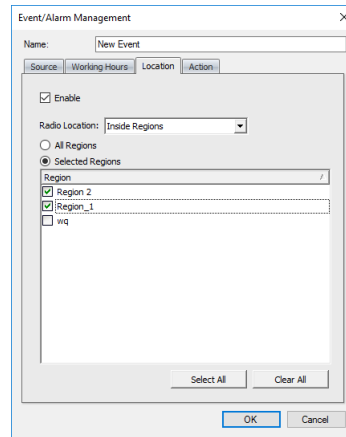 Event/Alarm Management
Name: New Event
Source Working Hours Location Action
Enable
Radio Location: Inside Regions
All Regions
Selected Regions
Region /
Region 2
Region_1
wq
Select All Clear All
OK Cancel